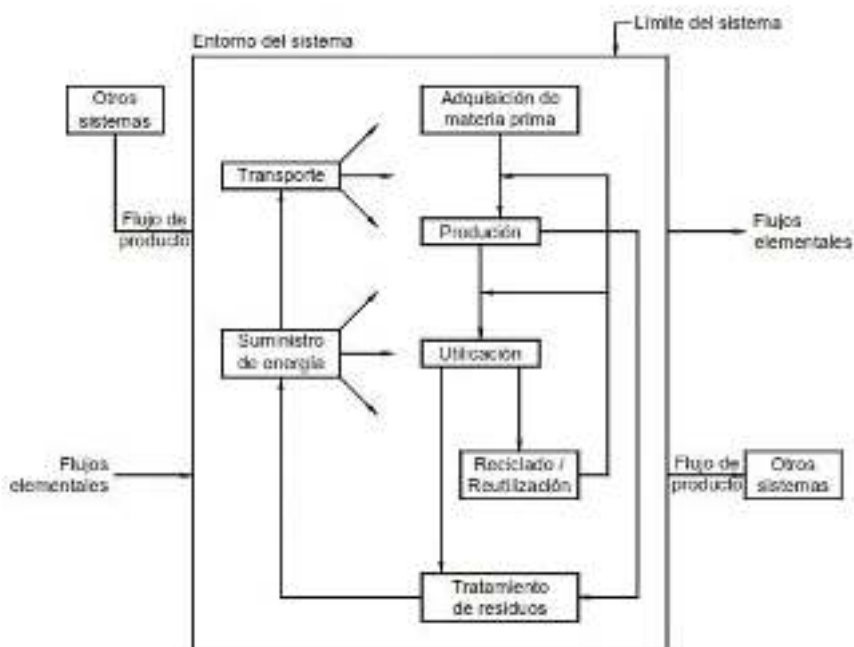 Límite del sistema
Entorno del sistema
Otros
sistemas
Adquisición de
materia prima
Transporte
Flujo de
producto
Produción
Flujos
elementales
Suministro
de energía
Utilicación
Flujos
elementales
Reciclado /
Reutilización
Flujo de
producto
Otros
sistemas
Tratamiento
de residuos